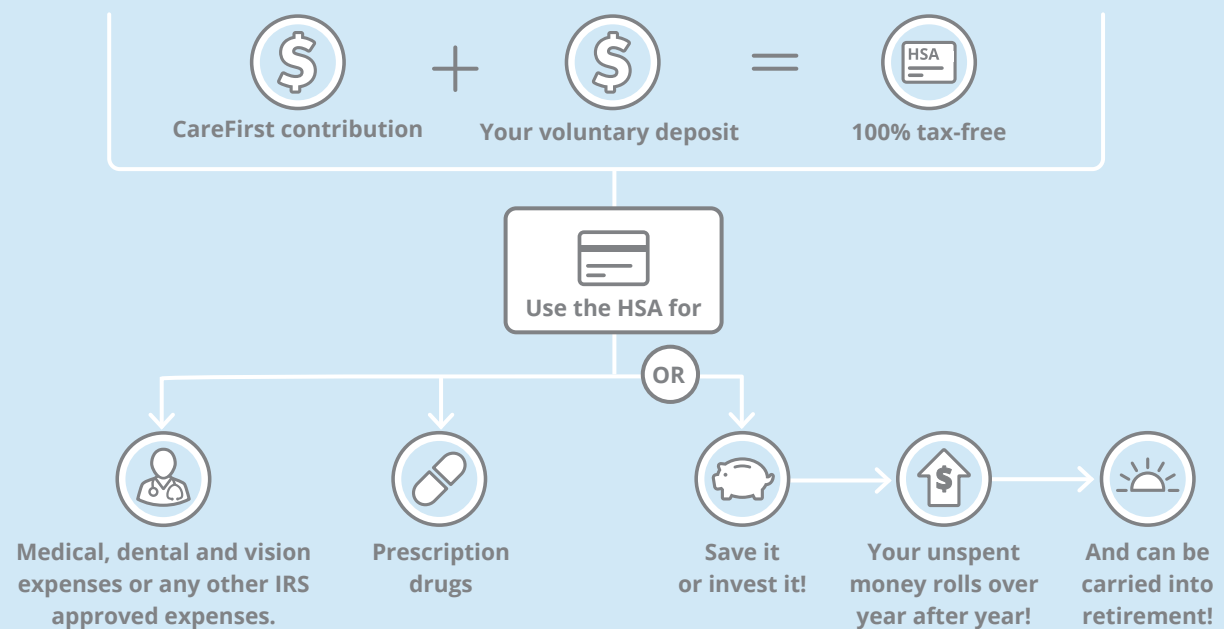 HSA
CareFirst contribution
Your voluntary deposit
100% tax-free
Use the HSA for
OR
Medical, dental and vision
expenses or any other IRS
approved expenses.
Prescription
drugs
Save it
or invest it!
$
Your unspent
money rolls over
year after year!
And can be
carried into
retirement!